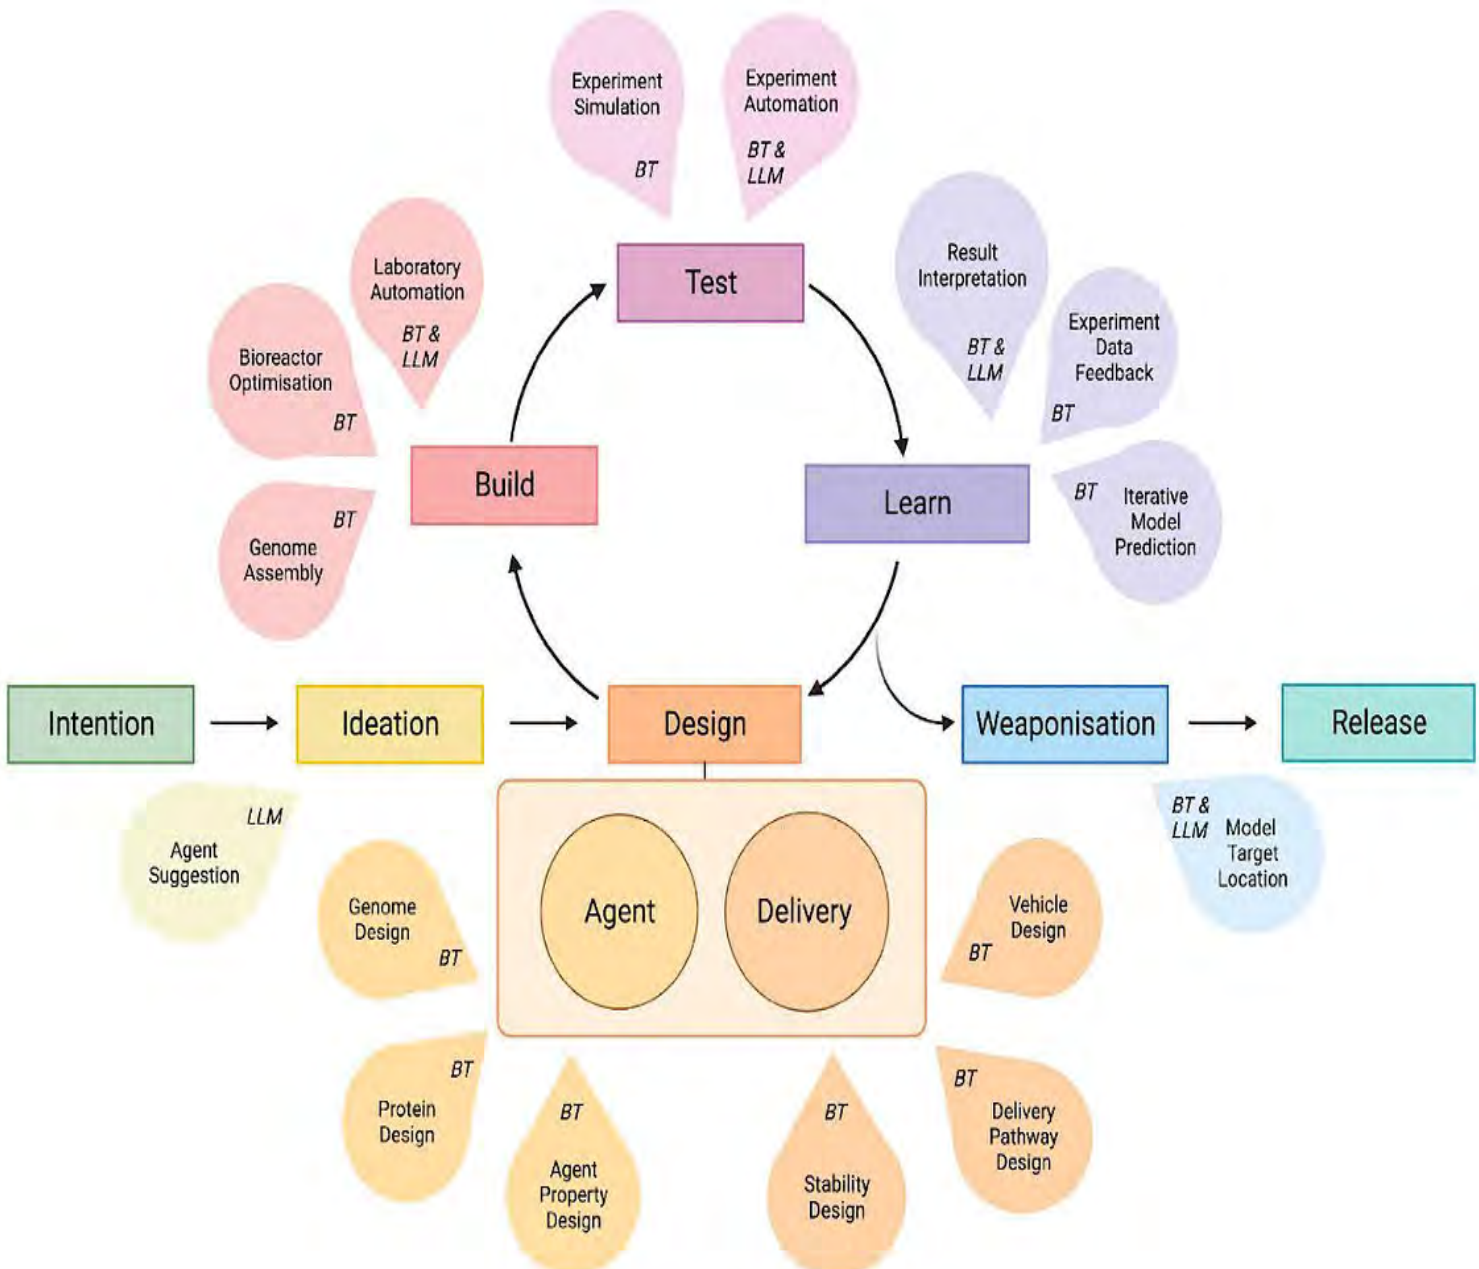 Experiment
Simulation
BT
Experiment
Automation
BT &
LLM
Laboratory
Automation
BT &
LLM
Bioreactor
Optimisation
BT
BT
Genome
Assembly
Test
Result
Interpretation
BT &
LLM
Experiment
Data
Feedback
BT
BT
Iterative
Model
Prediction
Build
Learn
Intention
Ideation
Design
Weaponisation
Release
LLM
Agent
Suggestion
BT &
LLM
Model
Target
Location
Genome
Design
BT
Agent
Delivery
Vehicle
Design
BT
BT
Protein
Design
BT
Agent
Property
Design
BT
Stability
Design
BT
Delivery
Pathway
Design